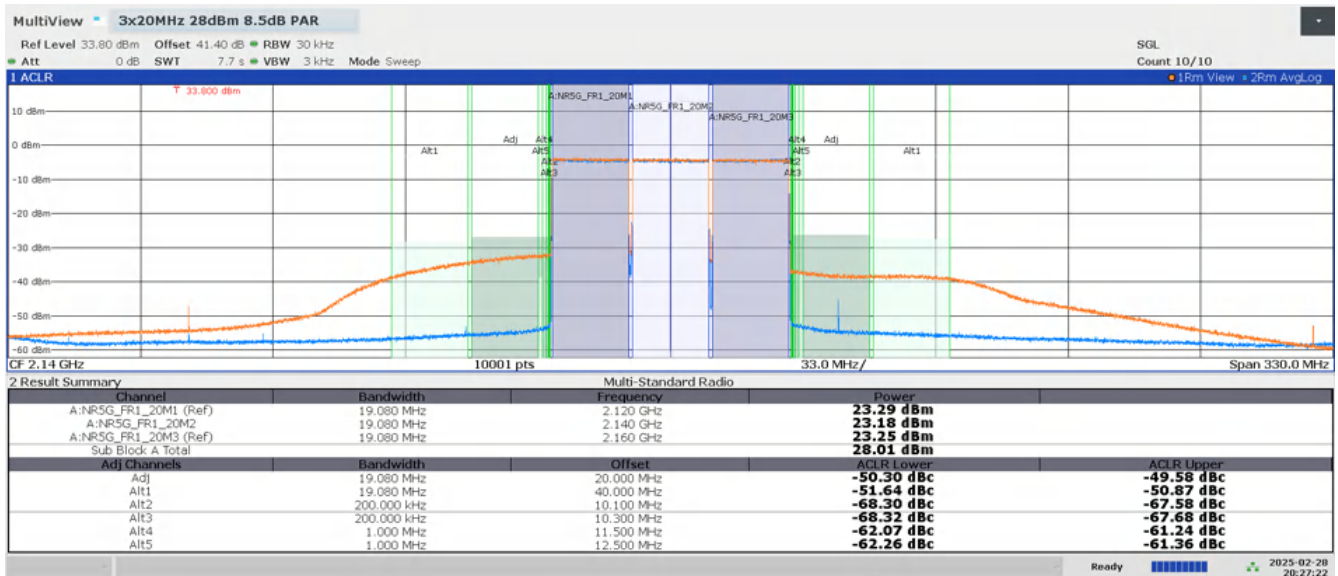 MultiView 3x20MHz 28dBm 8.5dB PAR
Ref Level 33.80 dBm Offset 41.40 dB RBW 30 kHz SGL
Att 0 dB SWT 7.7 s VBW 3 kHz Mode Sweep Count 10/10
1 ACLR 1Rm View 2Rm AvgLog
T 33.800 dBm
A:NR5G_FR1_20M1
A:NR5G_FR1_20M2
A:NR5G_FR1_20M3
10 dBm
Adj Alt4 Alt4 Adj
0 dBm Alt1 Alt5 Alt5 Alt1
Alt2 Alt2
Alt3 Alt3
-10 dBm
-20 dBm
-30 dBm
-40 dBm
-50 dBm
-60 dBm
CF 2.14 GHz 10001 pts 33.0 MHz/ Span 330.0 MHz
2 Result Summary Multi-Standard Radio
Channel Bandwidth Frequency Power
A:NR5G_FR1_20M1 (Ref) 19.080 MHz 2.120 GHz 23.29 dBm
A:NR5G_FR1_20M2 19.080 MHz 2.140 GHz 23.18 dBm
A:NR5G_FR1_20M3 (Ref) 19.080 MHz 2.160 GHz 23.25 dBm
Sub Block A Total 28.01 dBm
Adj Channels Bandwidth Offset ACLR Lower ACLR Upper
Adj 19.080 MHz 20.000 MHz -50.30 dBc -49.58 dBc
Alt1 19.080 MHz 40.000 MHz -51.64 dBc -50.87 dBc
Alt2 200.000 kHz 10.100 MHz -68.30 dBc -67.58 dBc
Alt3 200.000 kHz 10.300 MHz -68.32 dBc -67.68 dBc
Alt4 1.000 MHz 11.500 MHz -62.07 dBc -61.24 dBc
Alt5 1.000 MHz 12.500 MHz -62.26 dBc -61.36 dBc
Ready 2025-02-28
20:27:22